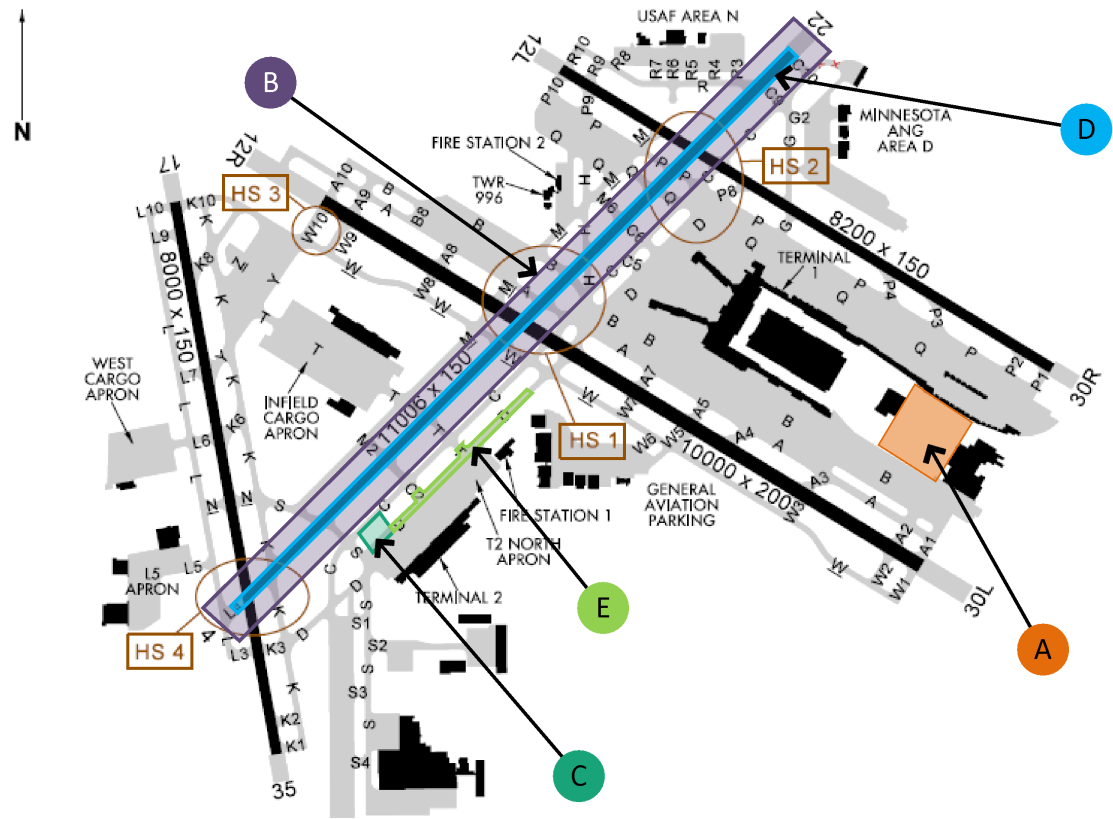 USAF AREA N
22
12L
R10
R9
R8
R7
R6
R5
R4
R3
R
P10
P9
P
Q
C
G2
G
MINNESOTA
ANG
AREA D
D
B
N
FIRE STATION 2
TWR
996
HS 2
HS 3
12R
17
L10
K10
K
L9
K8
8000 x 150
A10
A9
B
A
B8
A8
W10
W9
W
W8
M
H
P8
D
P
Q
G
8200 x 150
TERMINAL
1
P4
P3
P2
P1
30R
C5
Y
T
L7
L
K6
L6
WEST
CARGO
APRON
INFIELD
CARGO
APRON
11006 x 150
HS 1
A7
A5
A4
A3
W6
W5
W3
10000 x 200
GENERAL
AVIATION
PARKING
FIRE STATION 1
T2 NORTH
APRON
TERMINAL 2
L5
L5
APRON
S
C
D
A2
A1
W2
W1
30L
A
E
C
HS 4
4
L3
K3
K2
K1
35
S1
S2
S3
S4